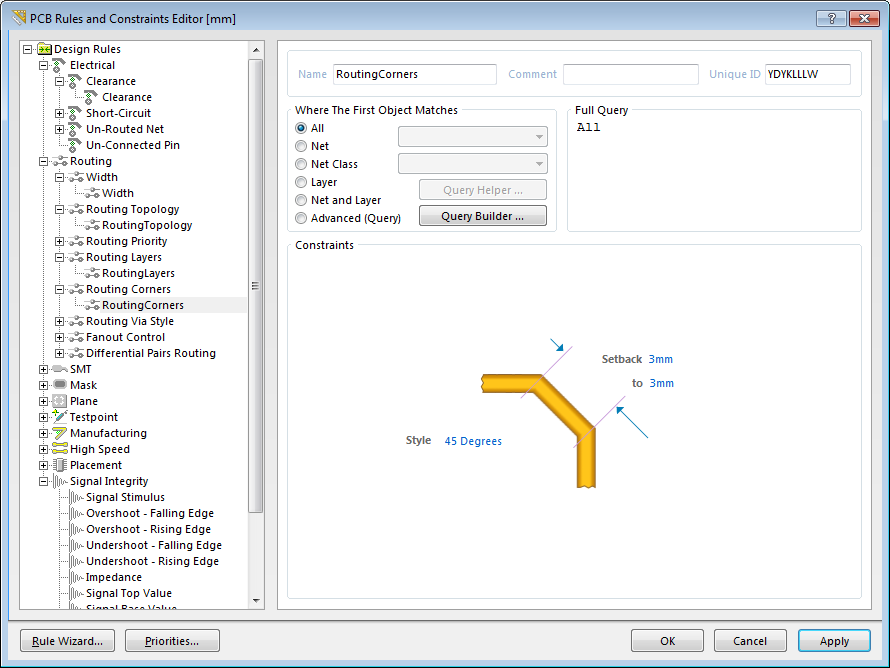 PCB Rules and Constraints Editor [mm]
Design Rules
Electrical
Clearance
Clearance
Short-Circuit
Un-Routed Net
Un-Connected Pin
Routing
Width
Width
Routing Topology
RoutingTopology
Routing Priority
Routing Layers
RoutingLayers
Routing Corners
RoutingCorners
Routing Via Style
Fanout Control
Differential Pairs Routing
SMT
Mask
Plane
Testpoint
Manufacturing
High Speed
Placement
Signal Integrity
Signal Stimulus
Overshoot - Falling Edge
Overshoot - Rising Edge
Undershoot - Falling Edge
Undershoot - Rising Edge
Impedance
Signal Top Value
Signal Base Value
Name RoutingCorners Comment Unique ID YDYKLLLW
Where The First Object Matches
All
Net
Net Class
Layer
Net and Layer
Advanced (Query)
Query Helper ...
Query Builder ...
Full Query
All
Constraints
Setback 3mm
to 3mm
Style 45 Degrees
Rule Wizard... Priorities... OK Cancel Apply